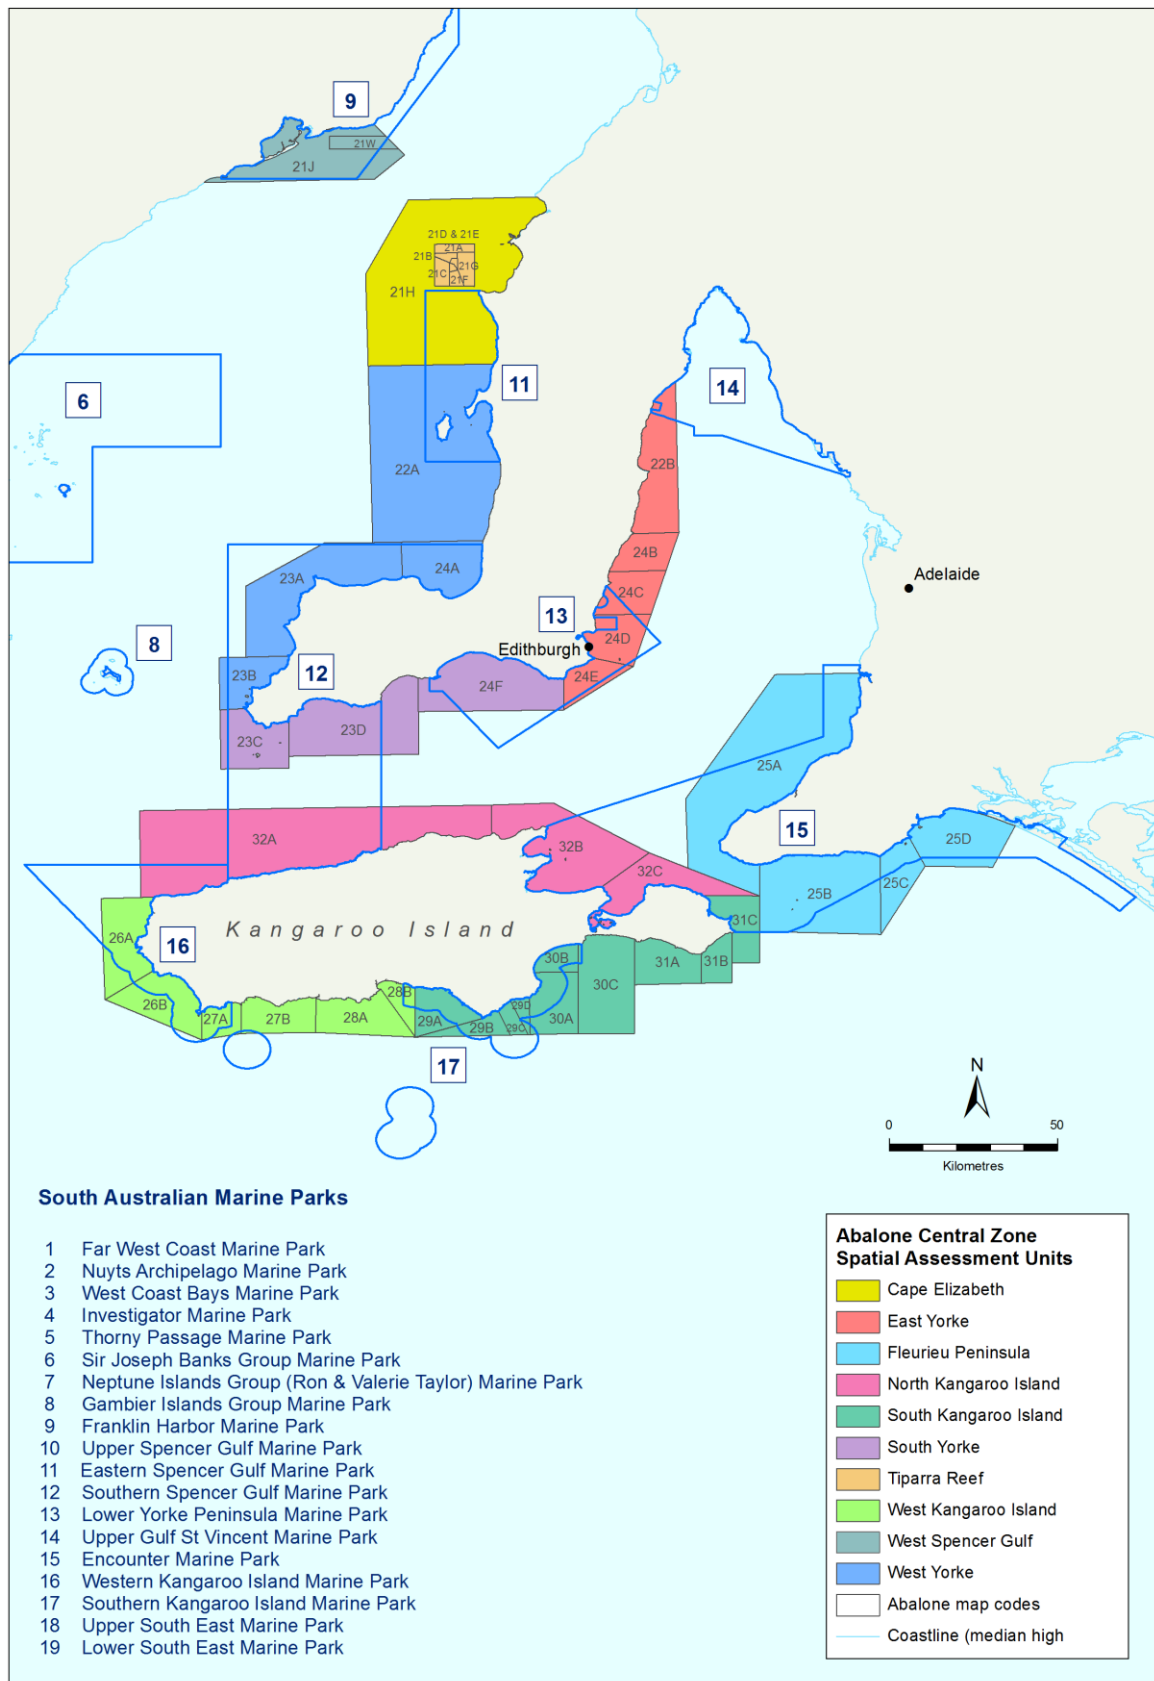 9
21W
21J
21D & 21E
21A
21B
21G
21C
21F
21H
11
14
6
22A
22B
24B
23A
24A
24C
Adelaide
13
8
24D
Edithburgh
12
23B
24E
24F
23C
23D
25A
15
25D
32A
32B
32C
25C
25B
Kangaroo Island
31C
26A
16
30B
31A
31B
30C
28B
26B
27A
27B
28A
29A
29B
29D
29C
30A
17
N
0 50
Kilometres
South Australian Marine Parks
1 Far West Coast Marine Park
2 Nuyts Archipelago Marine Park
3 West Coast Bays Marine Park
4 Investigator Marine Park
5 Thorny Passage Marine Park
6 Sir Joseph Banks Group Marine Park
7 Neptune Islands Group (Ron & Valerie Taylor) Marine Park
8 Gambier Islands Group Marine Park
9 Franklin Harbor Marine Park
10 Upper Spencer Gulf Marine Park
11 Eastern Spencer Gulf Marine Park
12 Southern Spencer Gulf Marine Park
13 Lower Yorke Peninsula Marine Park
14 Upper Gulf St Vincent Marine Park
15 Encounter Marine Park
16 Western Kangaroo Island Marine Park
17 Southern Kangaroo Island Marine Park
18 Upper South East Marine Park
19 Lower South East Marine Park
Abalone Central Zone
Spatial Assessment Units
Cape Elizabeth
East Yorke
Fleurieu Peninsula
North Kangaroo Island
South Kangaroo Island
South Yorke
Tiparra Reef
West Kangaroo Island
West Spencer Gulf
West Yorke
Abalone map codes
Coastline (median high